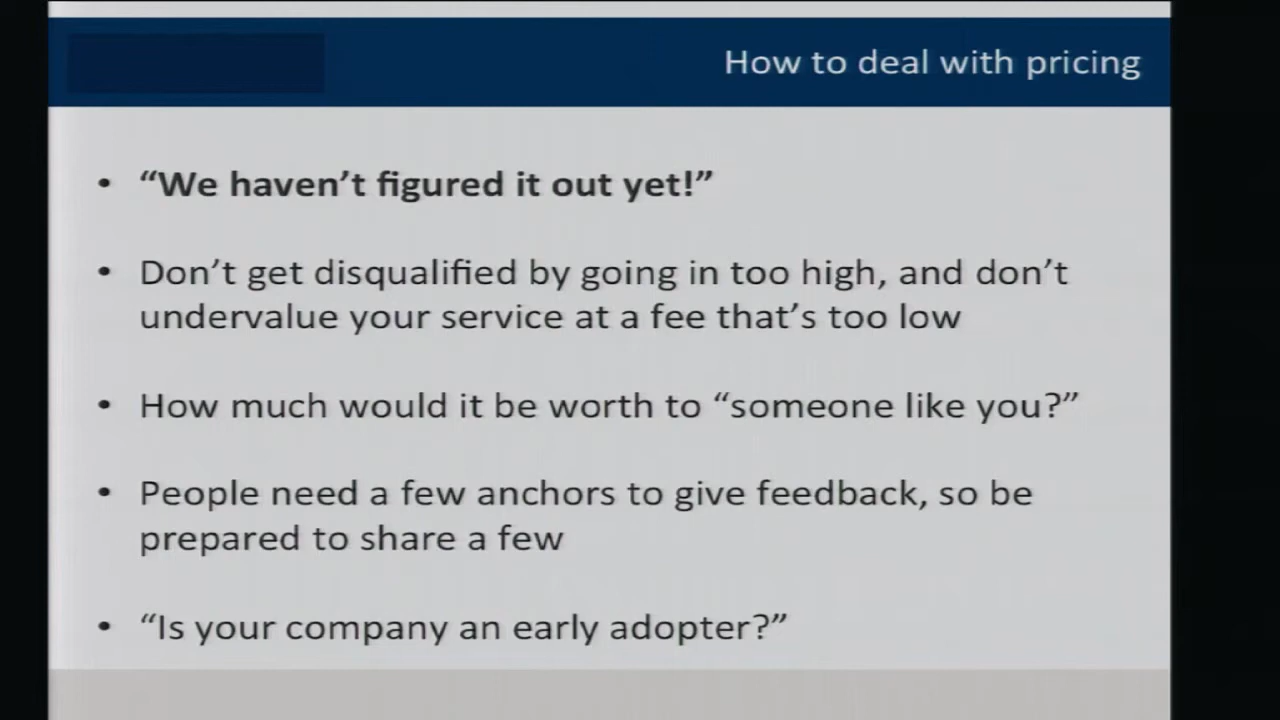 How to deal with pricing
• “We haven’t figured it out yet!”
• Don’t get disqualified by going in too high, and don’t
undervalue your service at a fee that’s too low
• How much would it be worth to “someone like you?”
• People need a few anchors to give feedback, so be
prepared to share a few
• “Is your company an early adopter?”